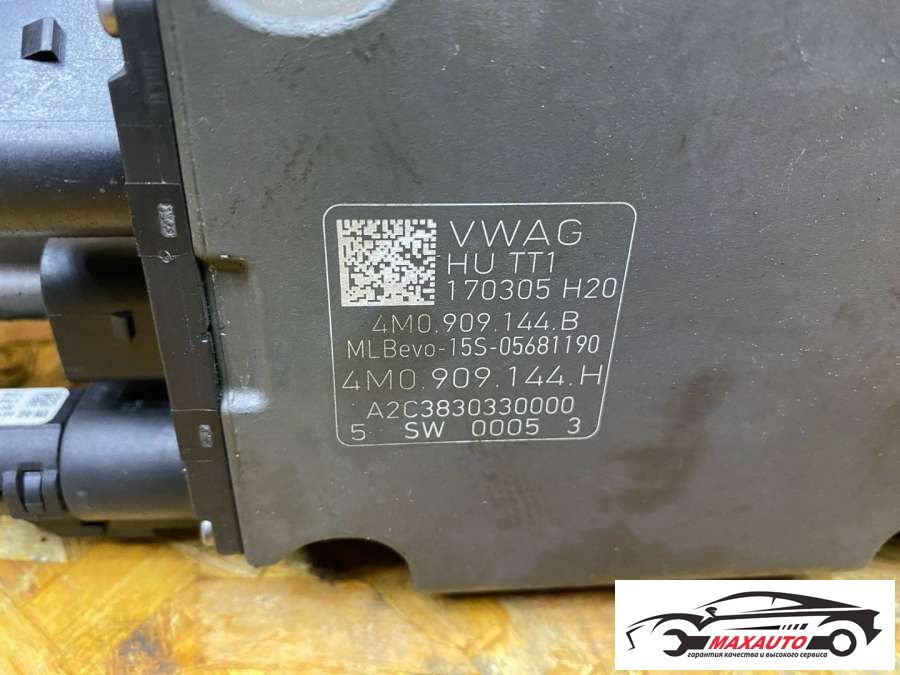 VWAG
HU TT1
170305 H20
4M0.909.144.B
MLBevo-15S-05681190
4M0.909.144.H
A2C3830330000
5 SW 0005 3
MAXAUTO
гарантия качества и высокого сервиса